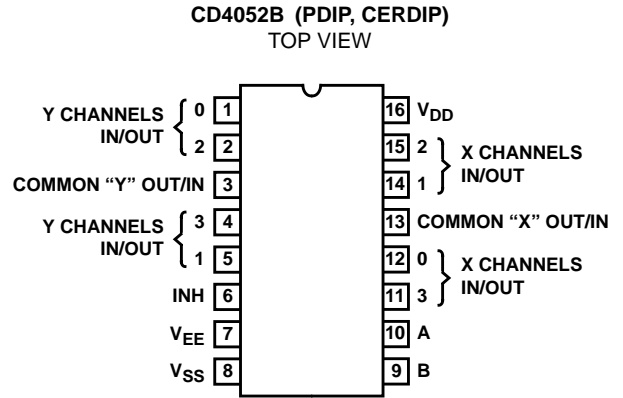 CD4052B (PDIP, CERDIP)
TOP VIEW
Y CHANNELS IN/OUT
0 1
2 2
COMMON “Y” OUT/IN 3
Y CHANNELS IN/OUT
3 4
1 5
INH 6
VEE 7
VSS 8
16 VDD
15 2
14 1
X CHANNELS IN/OUT
13 COMMON “X” OUT/IN
12 0
11 3
X CHANNELS IN/OUT
10 A
9 B